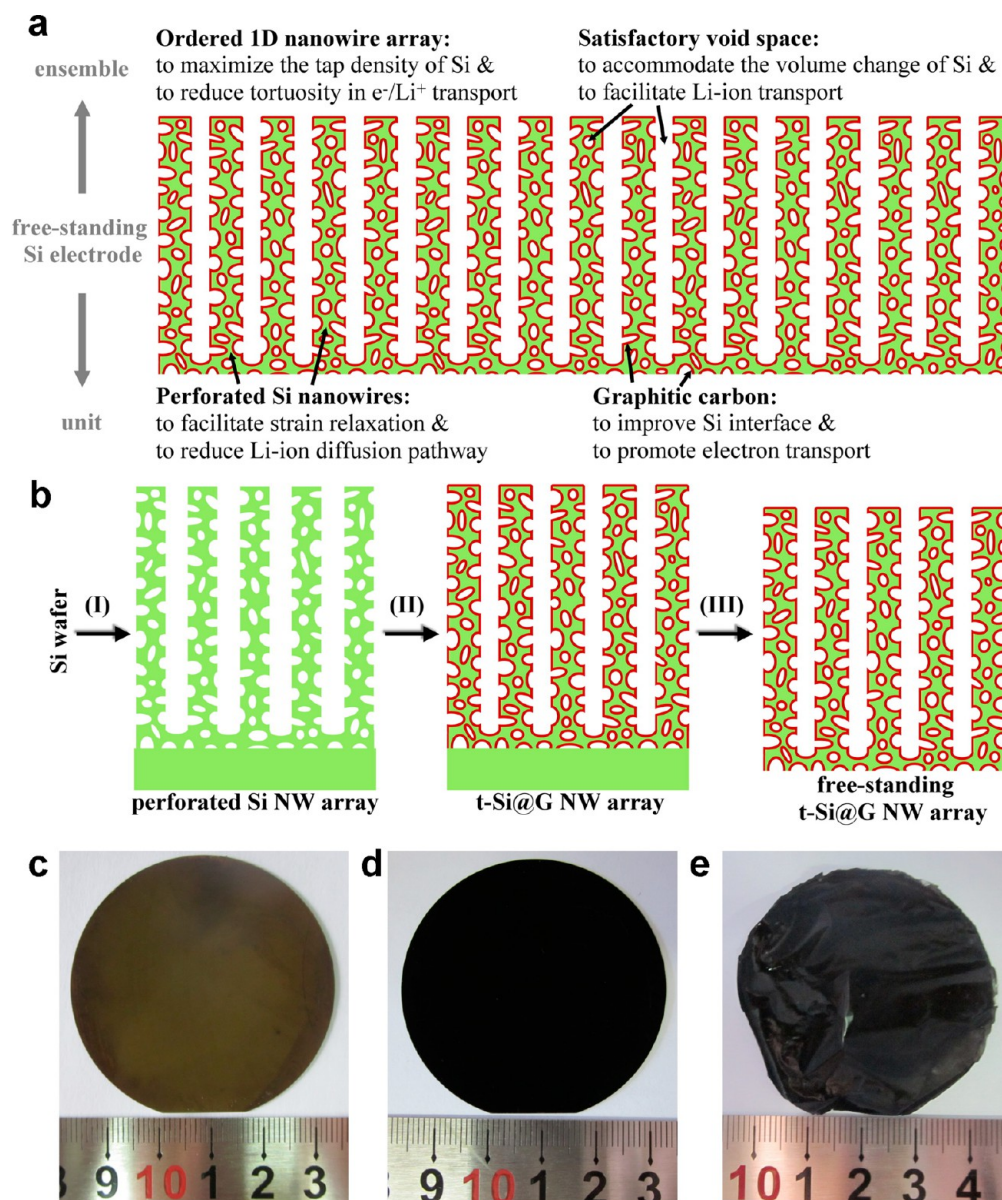 a
Ordered 1D nanowire array:
to maximize the tap density of Si &
to reduce tortuosity in e-/Li+ transport
Satisfactory void space:
to accommodate the volume change of Si &
to facilitate Li-ion transport
ensemble
free-standing
Si electrode
unit
Perforated Si nanowires:
to facilitate strain relaxation &
to reduce Li-ion diffusion pathway
Graphitic carbon:
to improve Si interface &
to promote electron transport
b
Si wafer
(I)
(II)
(III)
perforated Si NW array
t-Si@G NW array
free-standing
t-Si@G NW array
c
d
e
9 10 1 2 3
9 10 1 2 3
10 1 2 3 4